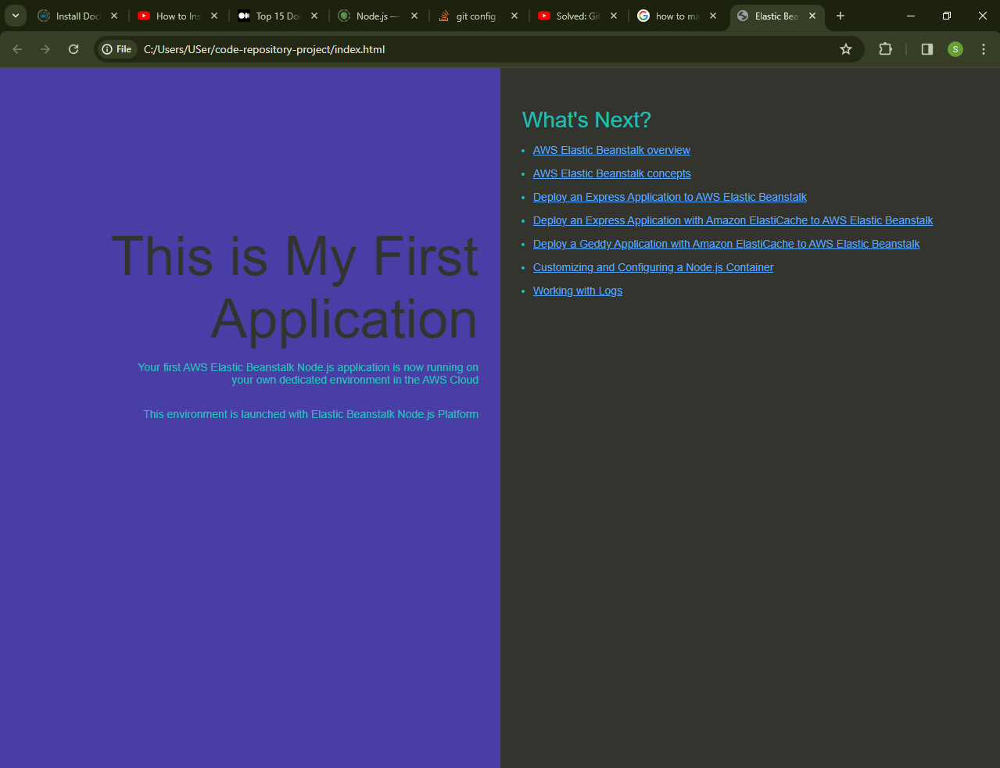 Install Doc
How to Ins
Top 15 Doc
Node.js —
git config
Solved: Git
how to ma
Elastic Bea
File
C:/Users/USer/code-repository-project/index.html
S
This is My First
Application
Your first AWS Elastic Beanstalk Node.js application is now running on
your own dedicated environment in the AWS Cloud
This environment is launched with Elastic Beanstalk Node.js Platform
What's Next?
AWS Elastic Beanstalk overview
AWS Elastic Beanstalk concepts
Deploy an Express Application to AWS Elastic Beanstalk
Deploy an Express Application with Amazon ElastiCache to AWS Elastic Beanstalk
Deploy a Geddy Application with Amazon ElastiCache to AWS Elastic Beanstalk
Customizing and Configuring a Node.js Container
Working with Logs